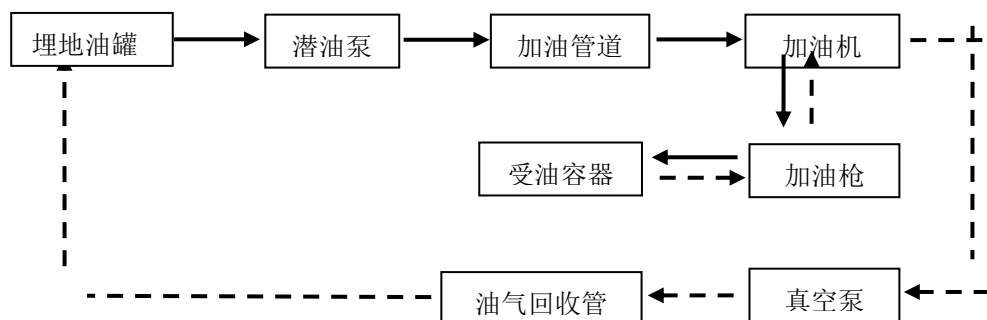 埋地油罐
潜油泵
加油管道
加油机
受油容器
加油枪
油气回收管
真空泵